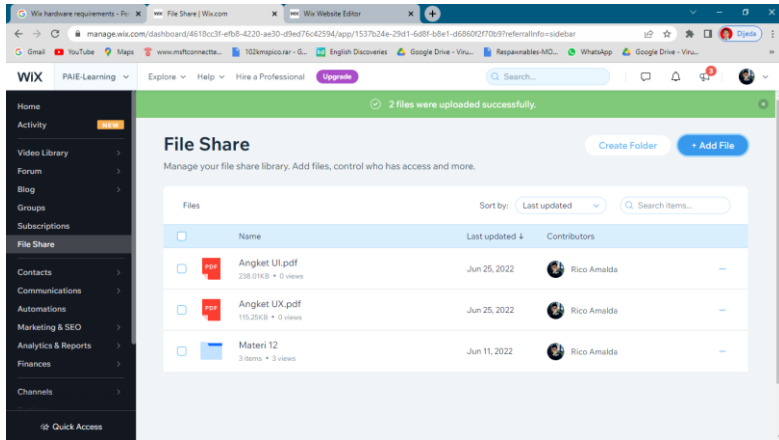 Wix hardware requirements - Pen
File Share | Wix.com
Wix Website Editor
manage.wix.com/dashboard/4618cc3f-efb8-4220-ae30-d9ed76c42594/app/1537b24e-29d1-6d8f-b8e1-d6860f2f70b9?referralInfo=sidebar
Djeda
Gmail
YouTube
Maps
www.msftconnectte...
102kmspico.rar - G...
English Discoveries
Google Drive - Viru...
Respawnables-MO...
WhatsApp
Google Drive - Viru...
WiX
PAIE-Learning
Explore
Help
Hire a Professional
Upgrade
Search...
3
Home
Activity
NEW
Video Library
Forum
Blog
Groups
Subscriptions
File Share
Contacts
Communications
Automations
Marketing & SEO
Analytics & Reports
Finances
Channels
Quick Access
2 files were uploaded successfully.
File Share
Create Folder
+ Add File
Manage your file share library. Add files, control who has access and more.
Files
Sort by:
Last updated
Search items...
Name
Last updated ↓
Contributors
PDF
Angket UI.pdf
238.01KB • 0 views
Jun 25, 2022
Rico Amalda
PDF
Angket UX.pdf
115.25KB • 0 views
Jun 25, 2022
Rico Amalda
Materi 12
3 items • 3 views
Jun 11, 2022
Rico Amalda